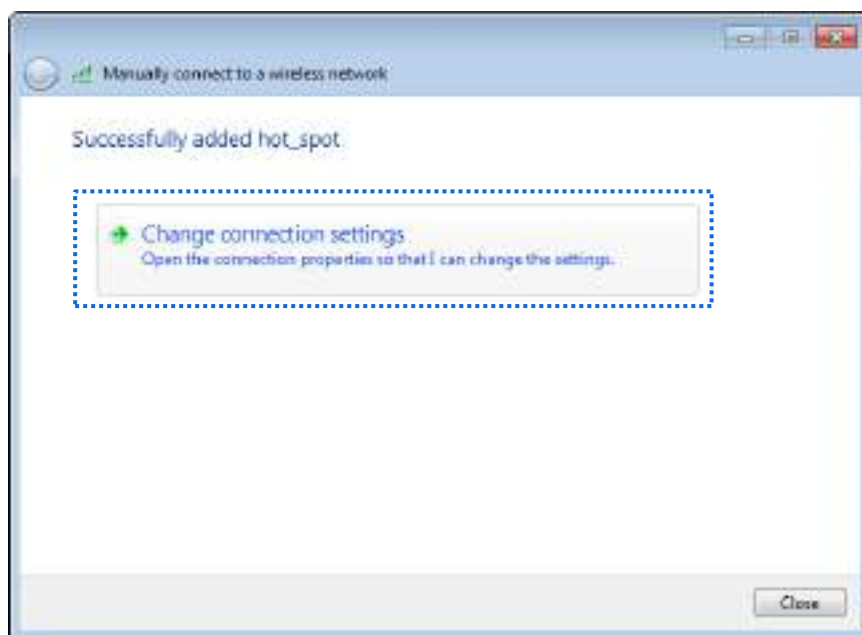 Manually connect to a wireless network
Successfully added hot_spot
Change connection settings
Open the connection properties so that I can change the settings.
Close